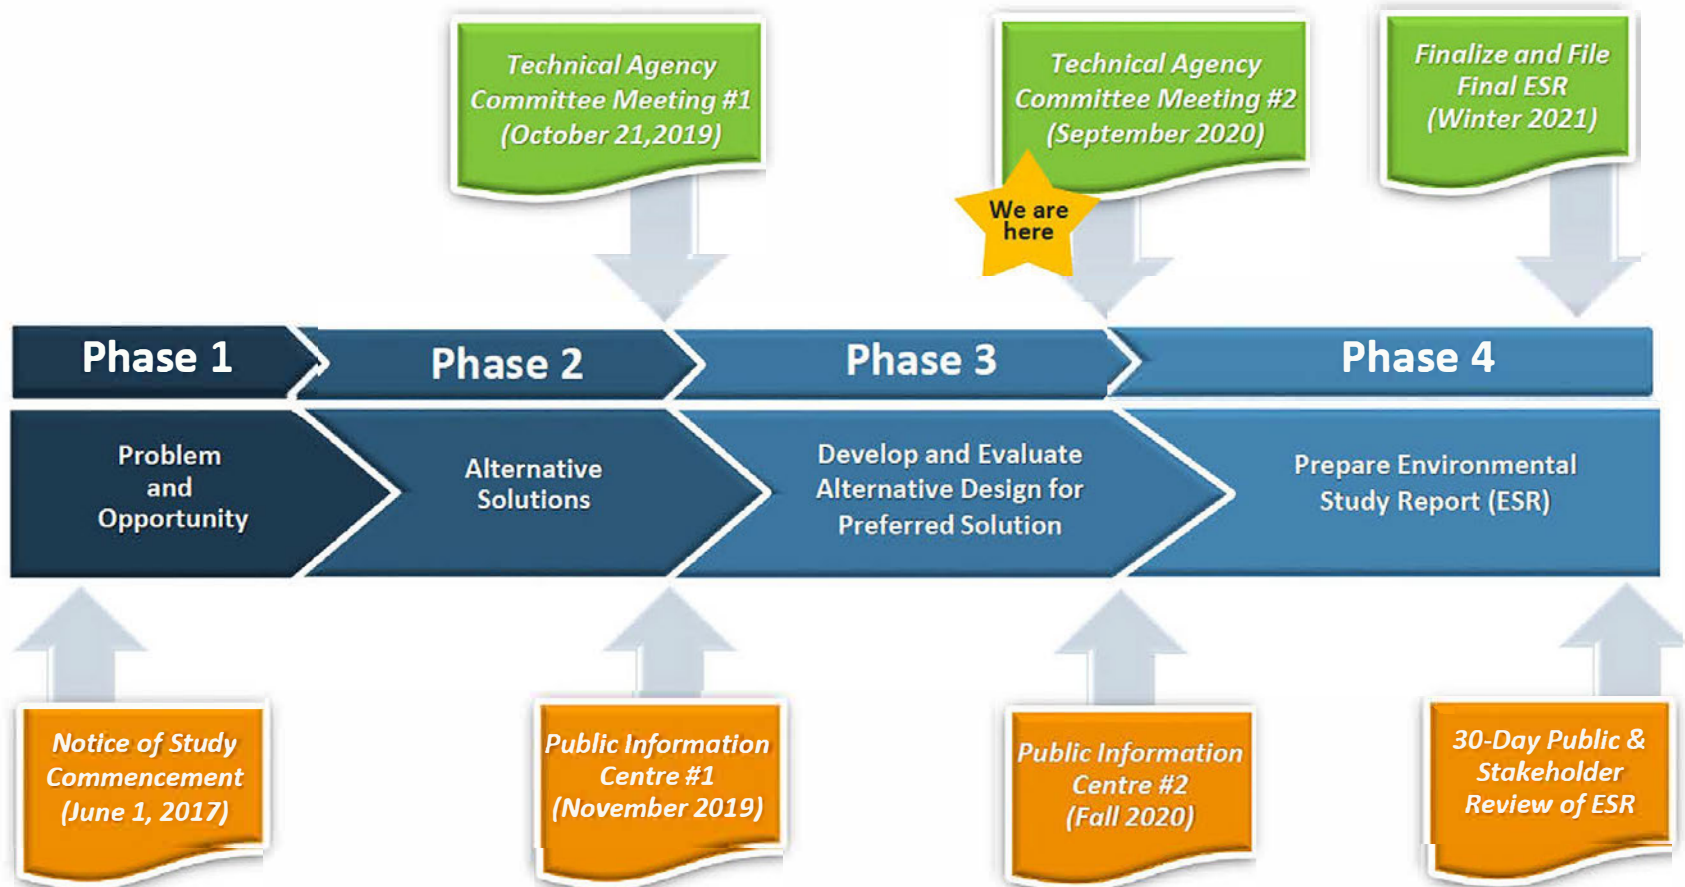 Technical Agency
Committee Meeting #1
(October 21,2019)
Technical Agency
Committee Meeting #2
(September 2020)
Finalize and File
Final ESR
(Winter 2021)
We are
here
Phase 1
Phase 2
Phase 3
Phase 4
Problem
and
Opportunity
Alternative
Solutions
Develop and Evaluate
Alternative Design for
Preferred Solution
Prepare Environmental
Study Report (ESR)
Notice of Study
Commencement
(June 1, 2017)
Public Information
Centre #1
(November 2019)
Public Information
Centre #2
(Fall 2020)
30-Day Public &
Stakeholder
Review of ESR